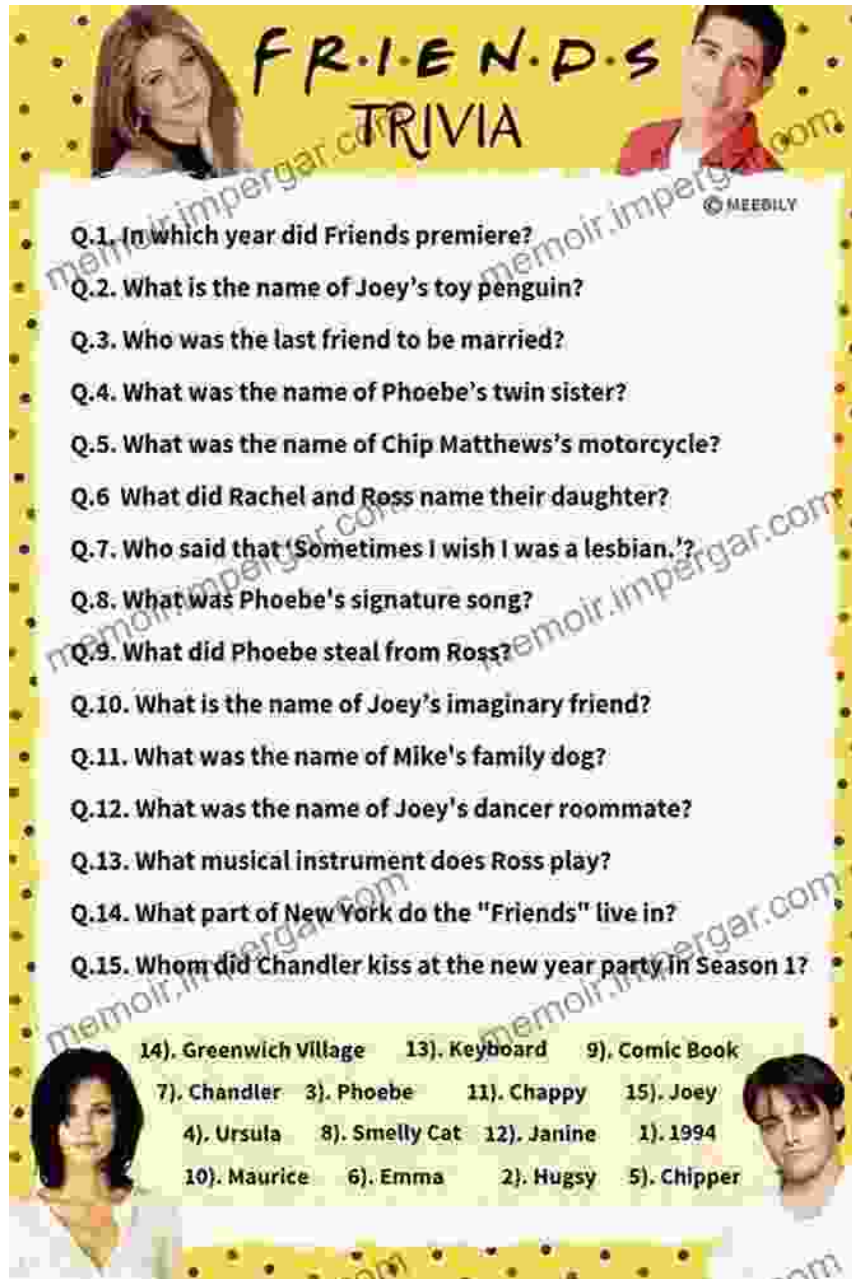 F·R·I·E·N·D·S
TRIVIA
© MEEBILY
Q.1. In which year did Friends premiere?
Q.2. What is the name of Joey's toy penguin?
Q.3. Who was the last friend to be married?
Q.4. What was the name of Phoebe's twin sister?
Q.5. What was the name of Chip Matthews's motorcycle?
Q.6 What did Rachel and Ross name their daughter?
Q.7. Who said that 'Sometimes I wish I was a lesbian.'?
Q.8. What was Phoebe's signature song?
Q.9. What did Phoebe steal from Ross?
Q.10. What is the name of Joey's imaginary friend?
Q.11. What was the name of Mike's family dog?
Q.12. What was the name of Joey's dancer roommate?
Q.13. What musical instrument does Ross play?
Q.14. What part of New York do the "Friends" live in?
Q.15. Whom did Chandler kiss at the new year party in Season 1?
14). Greenwich Village 13). Keyboard 9). Comic Book
7). Chandler 3). Phoebe 11). Chappy 15). Joey
4). Ursula 8). Smelly Cat 12). Janine 1). 1994
10). Maurice 6). Emma 2). Hugsy 5). Chipper
memoir.impergar.com
memoir.impergar.com
memoir.impergar.com
memoir.impergar.com
memoir.impergar.com
memoir.impergar.com